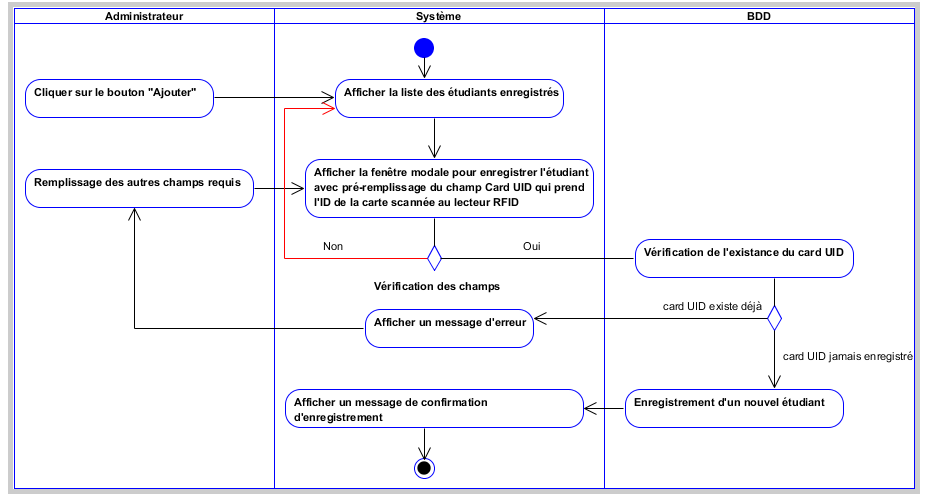 Administrateur
Système
BDD
Cliquer sur le bouton "Ajouter"
Afficher la liste des étudiants enregistrés
Remplissage des autres champs requis
Afficher la fenêtre modale pour enregistrer l'étudiant
avec pré-remplissage du champ Card UID qui prend
l'ID de la carte scannée au lecteur RFID
Non
Oui
Vérification de l'existance du card UID
Vérification des champs
card UID existe déjà
Afficher un message d'erreur
card UID jamais enregistré
Afficher un message de confirmation
d'enregistrement
Enregistrement d'un nouvel étudiant